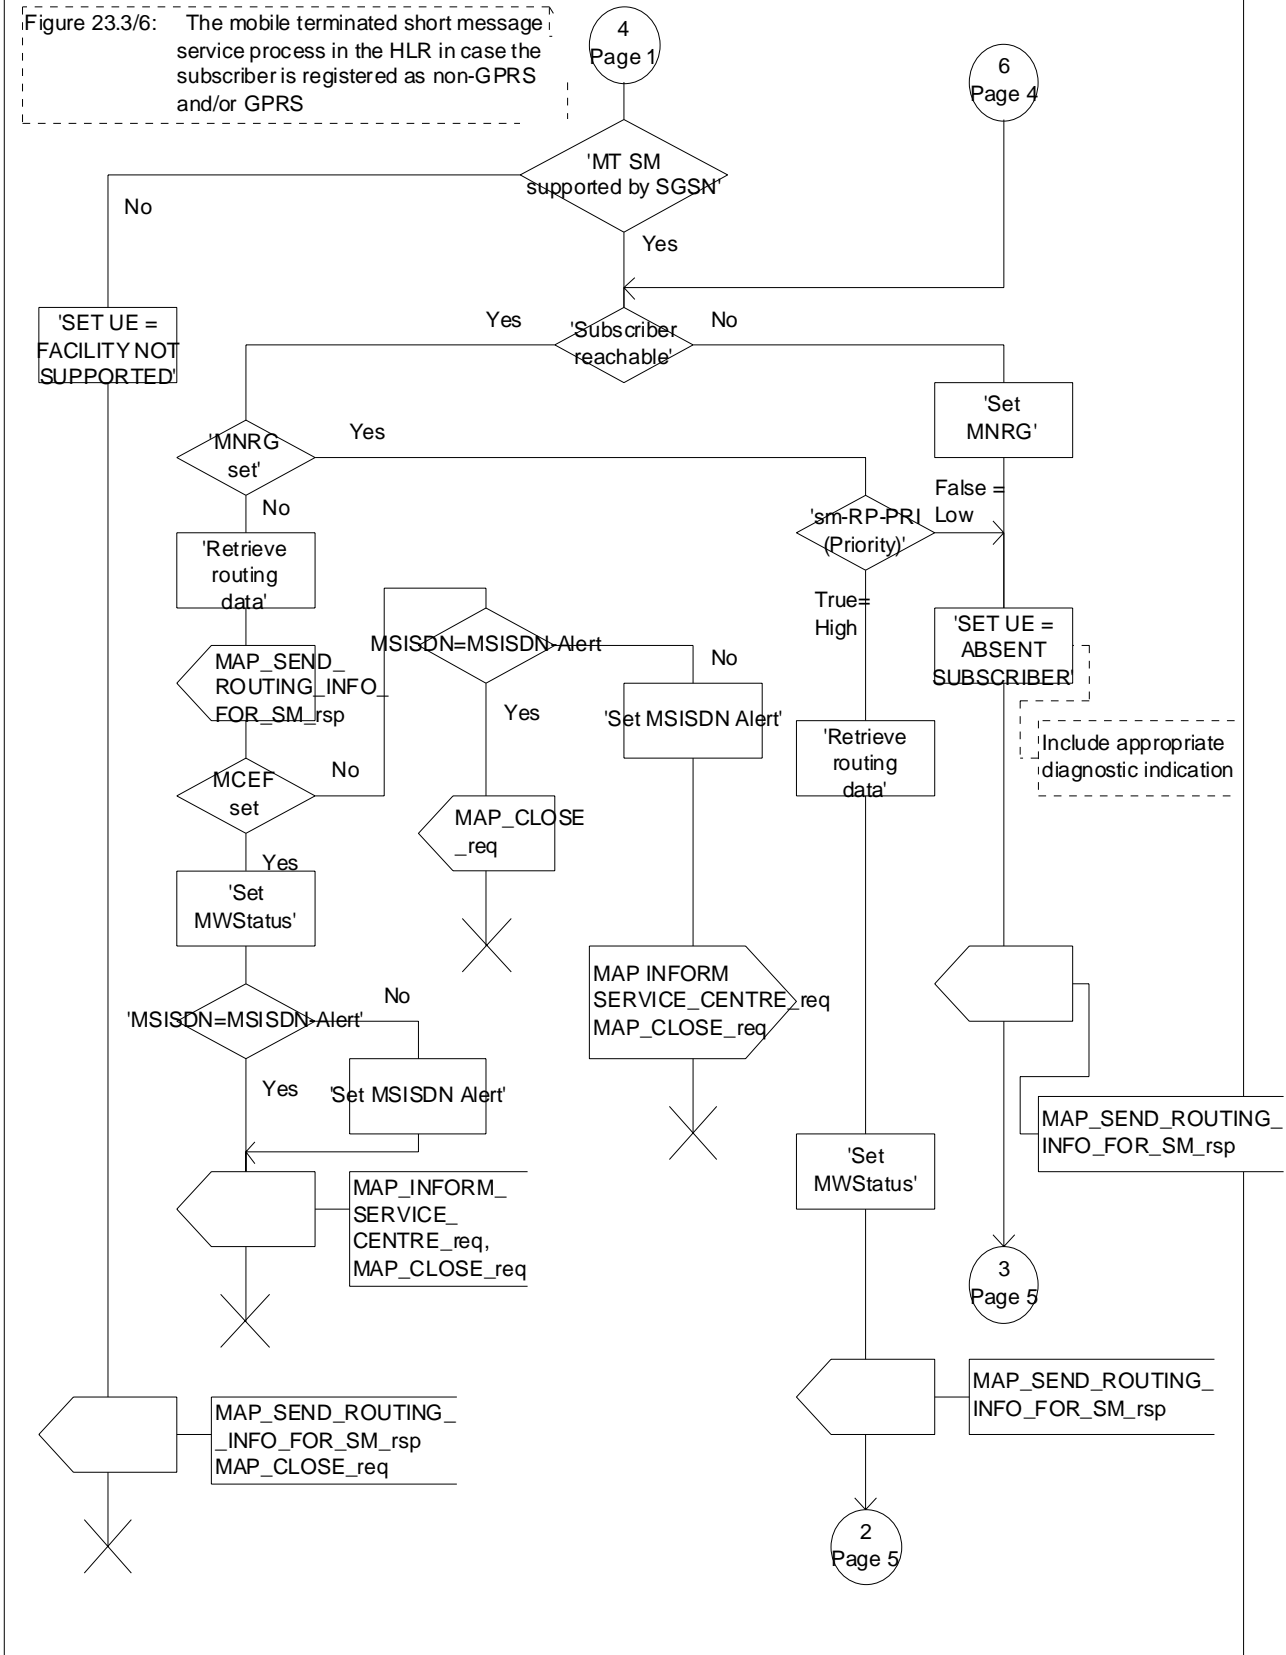 Figure 23.3/6: The mobile terminated short message
service process in the HLR in case the
subscriber is registered as non-GPRS
and/or GPRS
4
Page 1
6
Page 4
'MT SM
supported by SGSN'
No
Yes
'SET UE =
FACILITY NOT
SUPPORTED'
Yes
'Subscriber
reachable'
No
'Set
MNRG'
'MNRG
set'
Yes
No
False =
Low
'sm-RP-PRI
(Priority)'
True=
High
'Retrieve
routing
data'
MSISDN=MSISDN-Alert
No
Yes
'SET UE =
ABSENT
SUBSCRIBER'
MAP_SEND_
ROUTING_INFO_
FOR_SM_rsp
'Set MSISDN Alert'
'Retrieve
routing
data'
Include appropriate
diagnostic indication
MCEF
set
No
Yes
MAP_CLOSE
_req
'Set
MWStatus'
MAP INFORM
SERVICE_CENTRE_req
MAP_CLOSE_req
'MSISDN=MSISDN-Alert'
No
Yes
'Set MSISDN Alert'
MAP_SEND_ROUTING_
INFO_FOR_SM_rsp
'Set
MWStatus'
MAP_INFORM_
SERVICE_
CENTRE_req,
MAP_CLOSE_req
3
Page 5
MAP_SEND_ROUTING_
INFO_FOR_SM_rsp
MAP_SEND_ROUTING_
_INFO_FOR_SM_rsp
MAP_CLOSE_req
2
Page 5